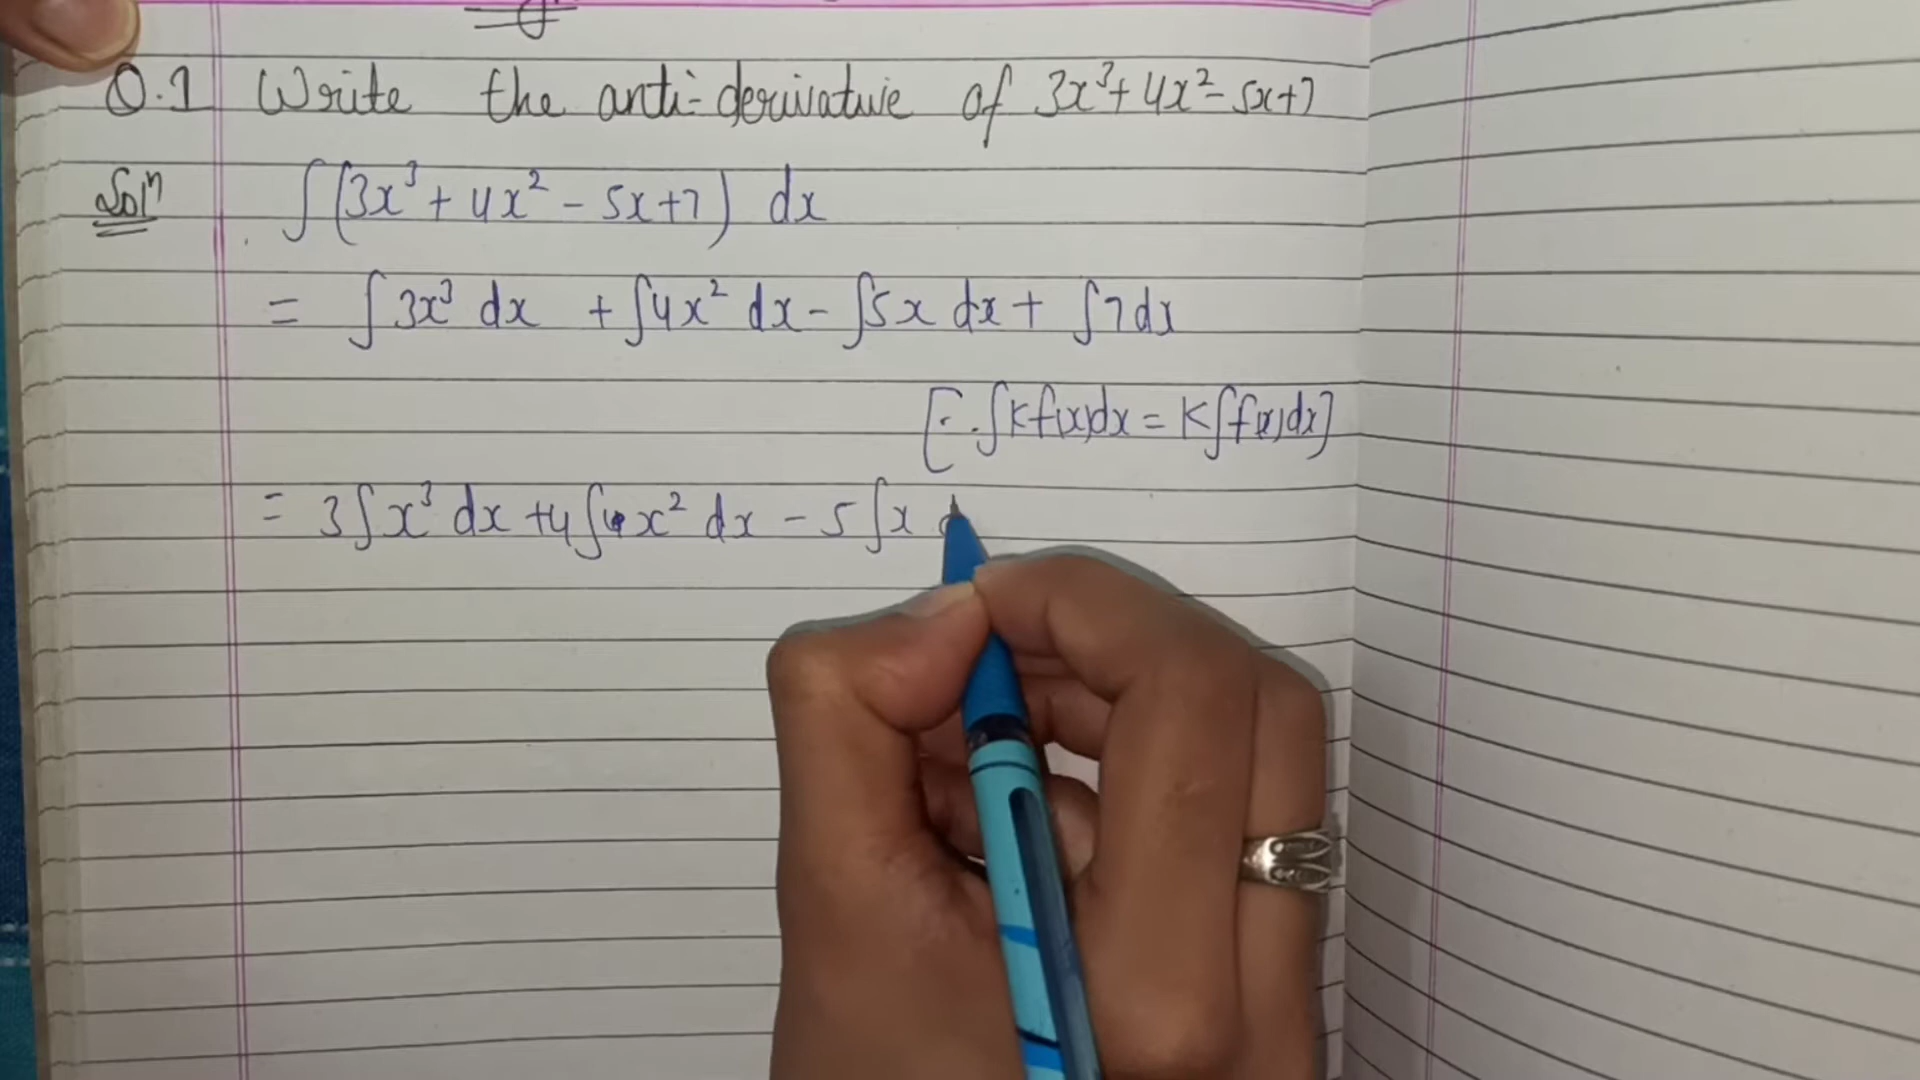 Q.1 Write the anti-derivative of 3x³+4x²-5x+7
Solⁿ ∫(3x³+4x²-5x+7) dx
= ∫3x³ dx +∫4x² dx-∫5x dx+ ∫7dx
[∵ ∫Kf(x)dx = K∫f(x)dx]
= 3∫x³ dx +4∫x² dx - 5∫x